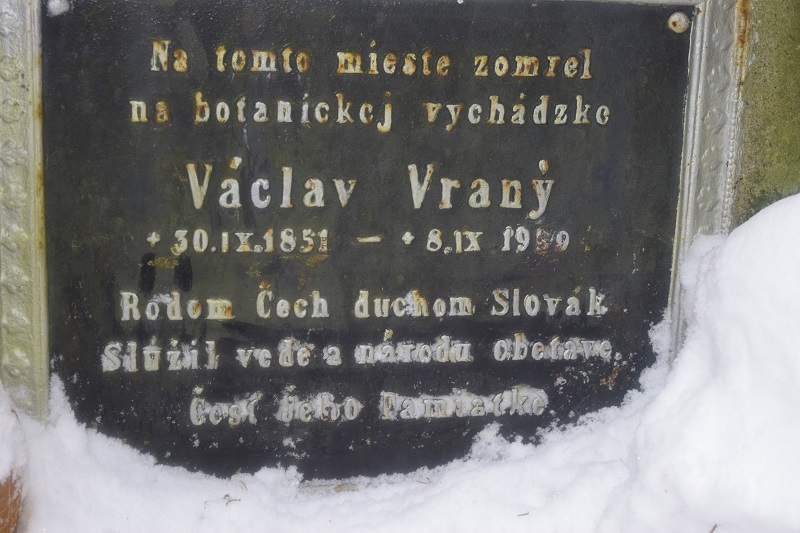 Na tomto mieste zomrel
na botanickej vychádzke
Václav Vraný
+ 30.IX.1851 — + 8.IX 1929
Rodom Čech duchom Slovák
Slúžil vede a národu obetave.
Česť Jeho Pamiatke